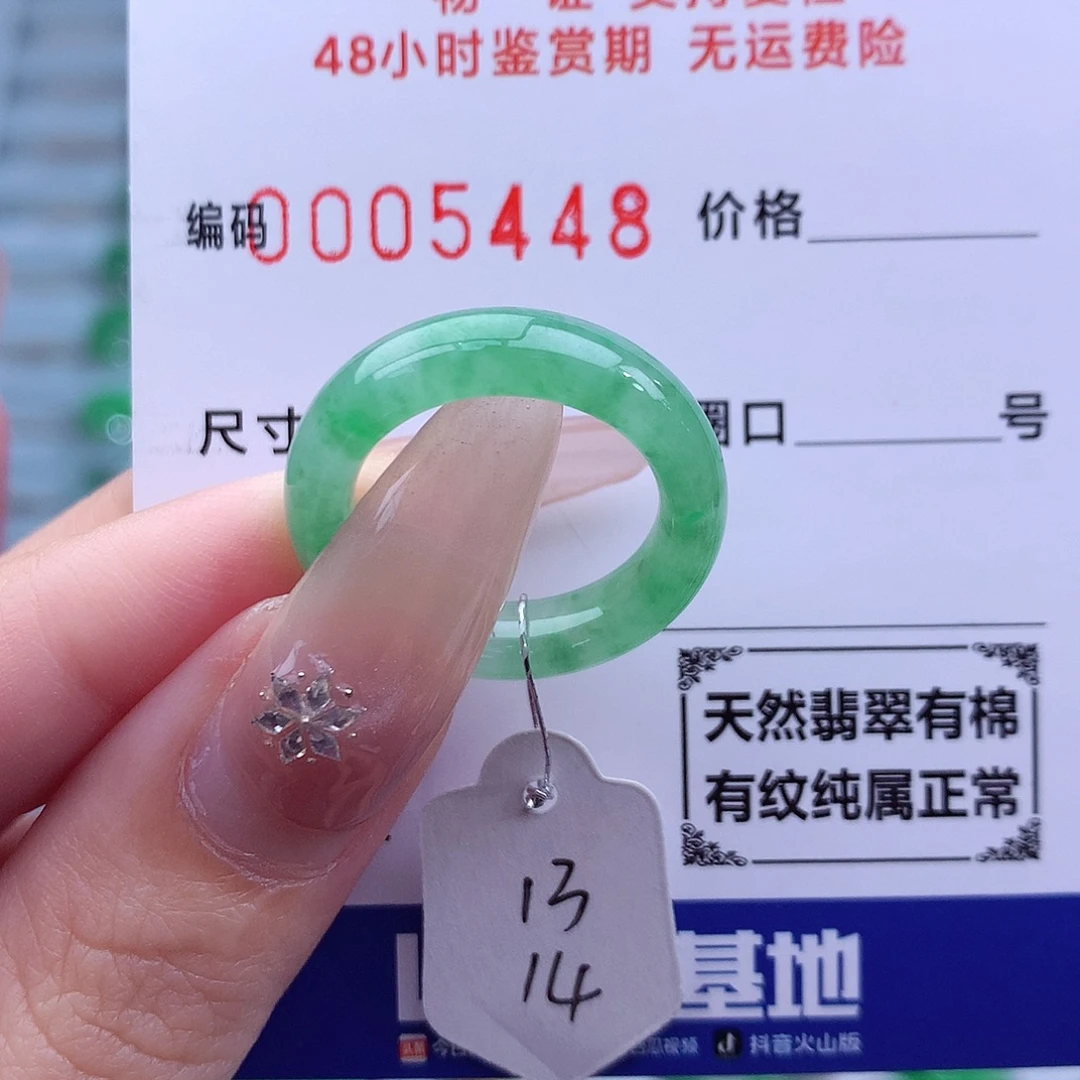 48小时鉴赏期 无运费险
编码0005448 价格
尺寸 圈口 号
天然翡翠有棉
有纹纯属正常
13
14
基地
抖音火山版